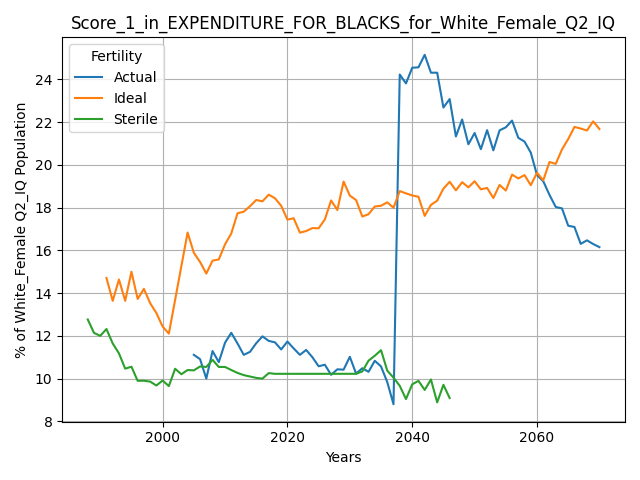 Score_1_in_EXPENDITURE_FOR_BLACKS_for_White_Female_Q2_IQ
Fertility
Actual
Ideal
Sterile
% of White_Female Q2_IQ Population
24
22
20
18
16
14
12
10
8
2000 2020 2040 2060
Years